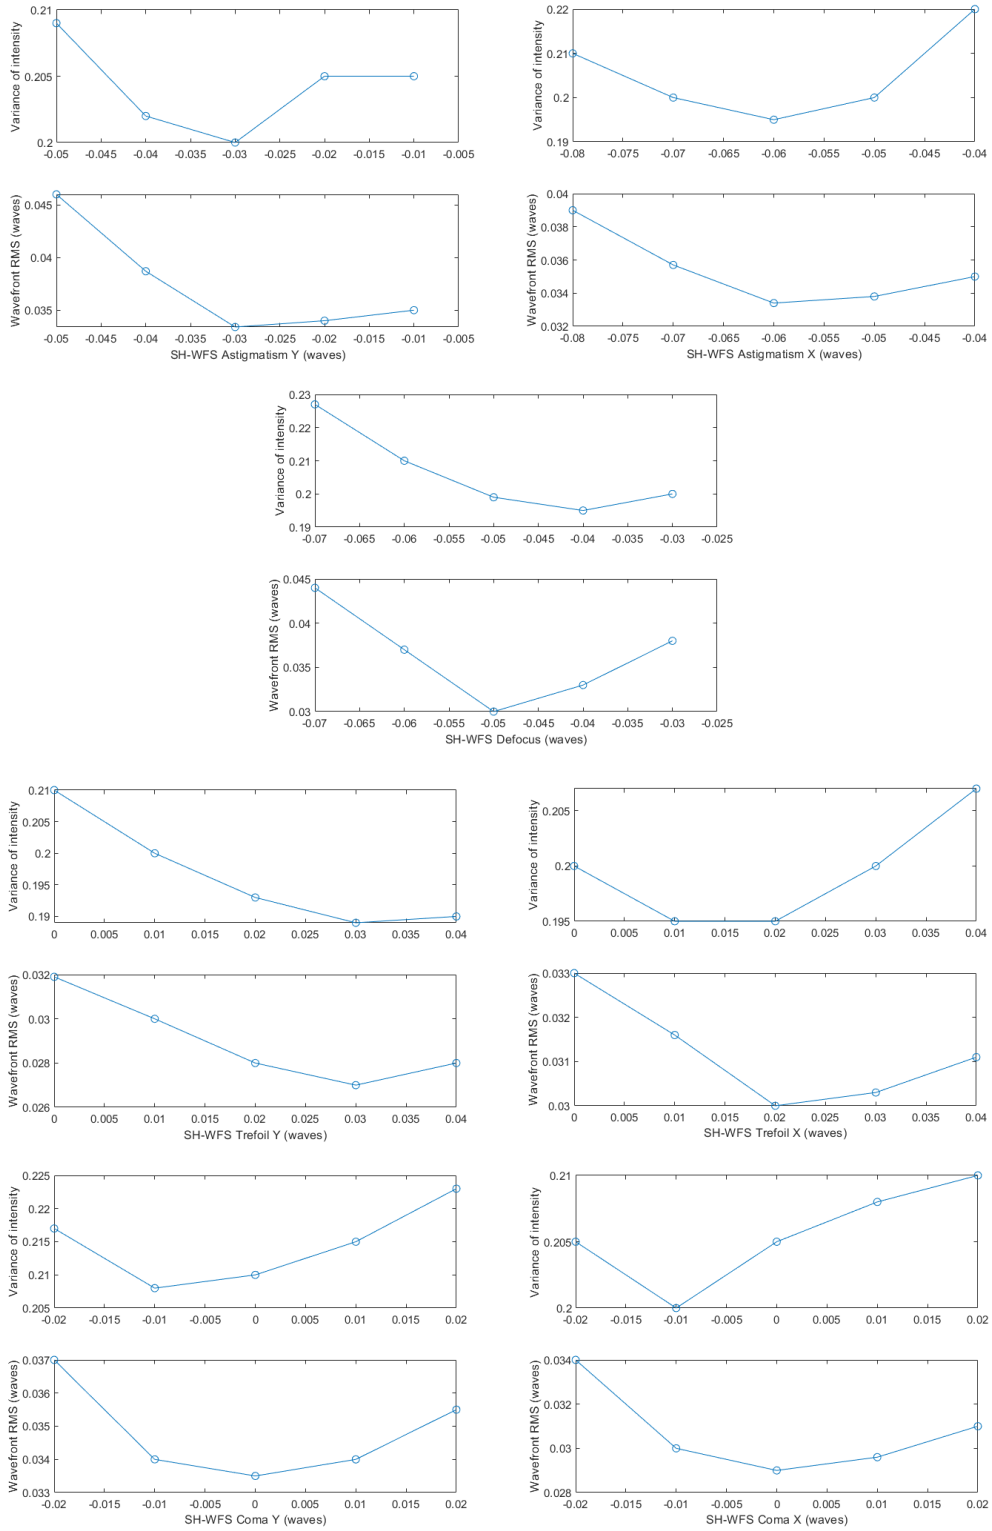 Variance of intensity
0.21
0.205
0.2
-0.05 -0.045 -0.04 -0.035 -0.03 -0.025 -0.02 -0.015 -0.01 -0.005
Variance of intensity
0.22
0.21
0.2
0.19
-0.08 -0.075 -0.07 -0.065 -0.06 -0.055 -0.05 -0.045 -0.04
Wavefront RMS (waves)
0.045
0.04
0.035
-0.05 -0.045 -0.04 -0.035 -0.03 -0.025 -0.02 -0.015 -0.01 -0.005
SH-WFS Astigmatism Y (waves)
Wavefront RMS (waves)
0.04
0.038
0.036
0.034
0.032
-0.08 -0.075 -0.07 -0.065 -0.06 -0.055 -0.05 -0.045 -0.04
SH-WFS Astigmatism X (waves)
Variance of intensity
0.23
0.22
0.21
0.2
0.19
-0.07 -0.065 -0.06 -0.055 -0.05 -0.045 -0.04 -0.035 -0.03 -0.025
Wavefront RMS (waves)
0.045
0.04
0.035
0.03
-0.07 -0.065 -0.06 -0.055 -0.05 -0.045 -0.04 -0.035 -0.03 -0.025
SH-WFS Defocus (waves)
Variance of intensity
0.21
0.205
0.2
0.195
0.19
0 0.005 0.01 0.015 0.02 0.025 0.03 0.035 0.04
Variance of intensity
0.205
0.2
0.195
0 0.005 0.01 0.015 0.02 0.025 0.03 0.035 0.04
Wavefront RMS (waves)
0.032
0.03
0.028
0.026
0 0.005 0.01 0.015 0.02 0.025 0.03 0.035 0.04
SH-WFS Trefoil Y (waves)
Wavefront RMS (waves)
0.033
0.032
0.031
0.03
0 0.005 0.01 0.015 0.02 0.025 0.03 0.035 0.04
SH-WFS Trefoil X (waves)
Variance of intensity
0.225
0.22
0.215
0.21
0.205
-0.02 -0.015 -0.01 -0.005 0 0.005 0.01 0.015 0.02
Variance of intensity
0.21
0.205
0.2
-0.02 -0.015 -0.01 -0.005 0 0.005 0.01 0.015 0.02
Wavefront RMS (waves)
0.037
0.036
0.035
0.034
0.033
-0.02 -0.015 -0.01 -0.005 0 0.005 0.01 0.015 0.02
SH-WFS Coma Y (waves)
Wavefront RMS (waves)
0.034
0.032
0.03
0.028
-0.02 -0.015 -0.01 -0.005 0 0.005 0.01 0.015 0.02
SH-WFS Coma X (waves)